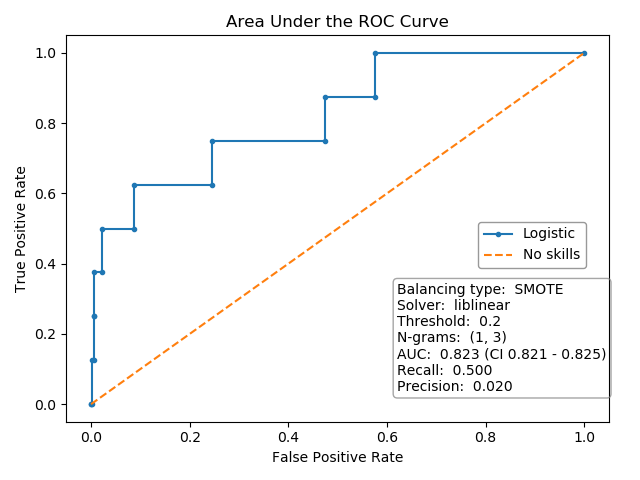 Area Under the ROC Curve
1.0
0.8
0.6
0.4
0.2
0.0
True Positive Rate
Logistic
No skills
Balancing type:  SMOTE
Solver:  liblinear
Threshold:  0.2
N-grams:  (1, 3)
AUC:  0.823 (CI 0.821 - 0.825)
Recall:  0.500
Precision:  0.020
0.0 0.2 0.4 0.6 0.8 1.0
False Positive Rate